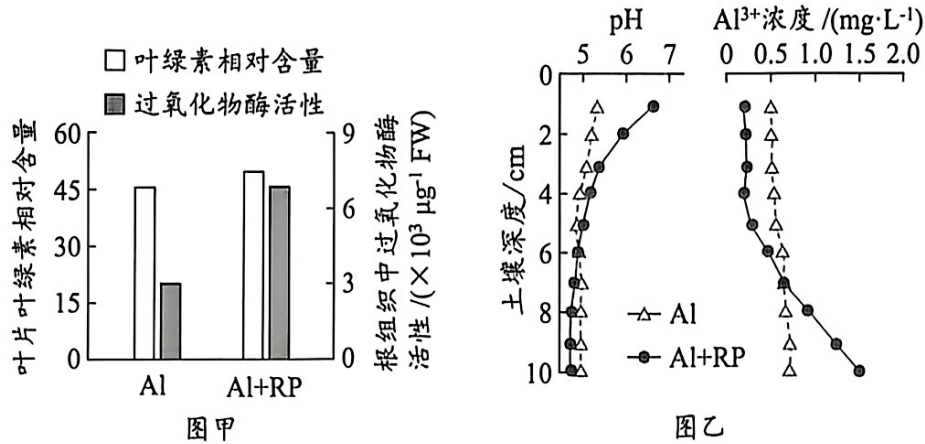 叶绿素相对含量
过氧化物酶活性
叶片叶绿素相对含量
60
45
30
15
0
9
6
3
0
根组织中过氧化物酶
活性/(×10³ μg⁻¹ FW)
Al
Al+RP
图甲
pH
5 6 7
Al³⁺浓度/(mg·L⁻¹)
0 0.5 1.0 1.5 2.0
土壤深度/cm
0
2
4
6
8
10
Al
Al+RP
图乙